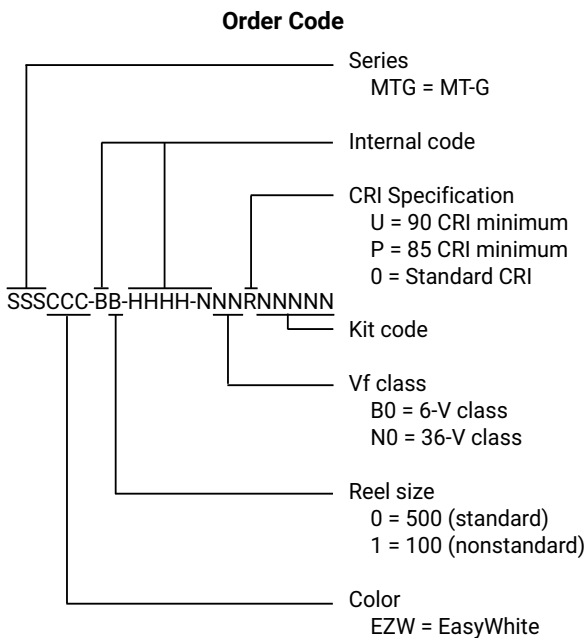 Order Code
Series
MTG = MT-G
Internal code
CRI Specification
U = 90 CRI minimum
P = 85 CRI minimum
0 = Standard CRI
SSSCCC-BB-HHHH-NNNRNNNNN
Kit code
Vf class
B0 = 6-V class
N0 = 36-V class
Reel size
0 = 500 (standard)
1 = 100 (nonstandard)
Color
EZW = EasyWhite